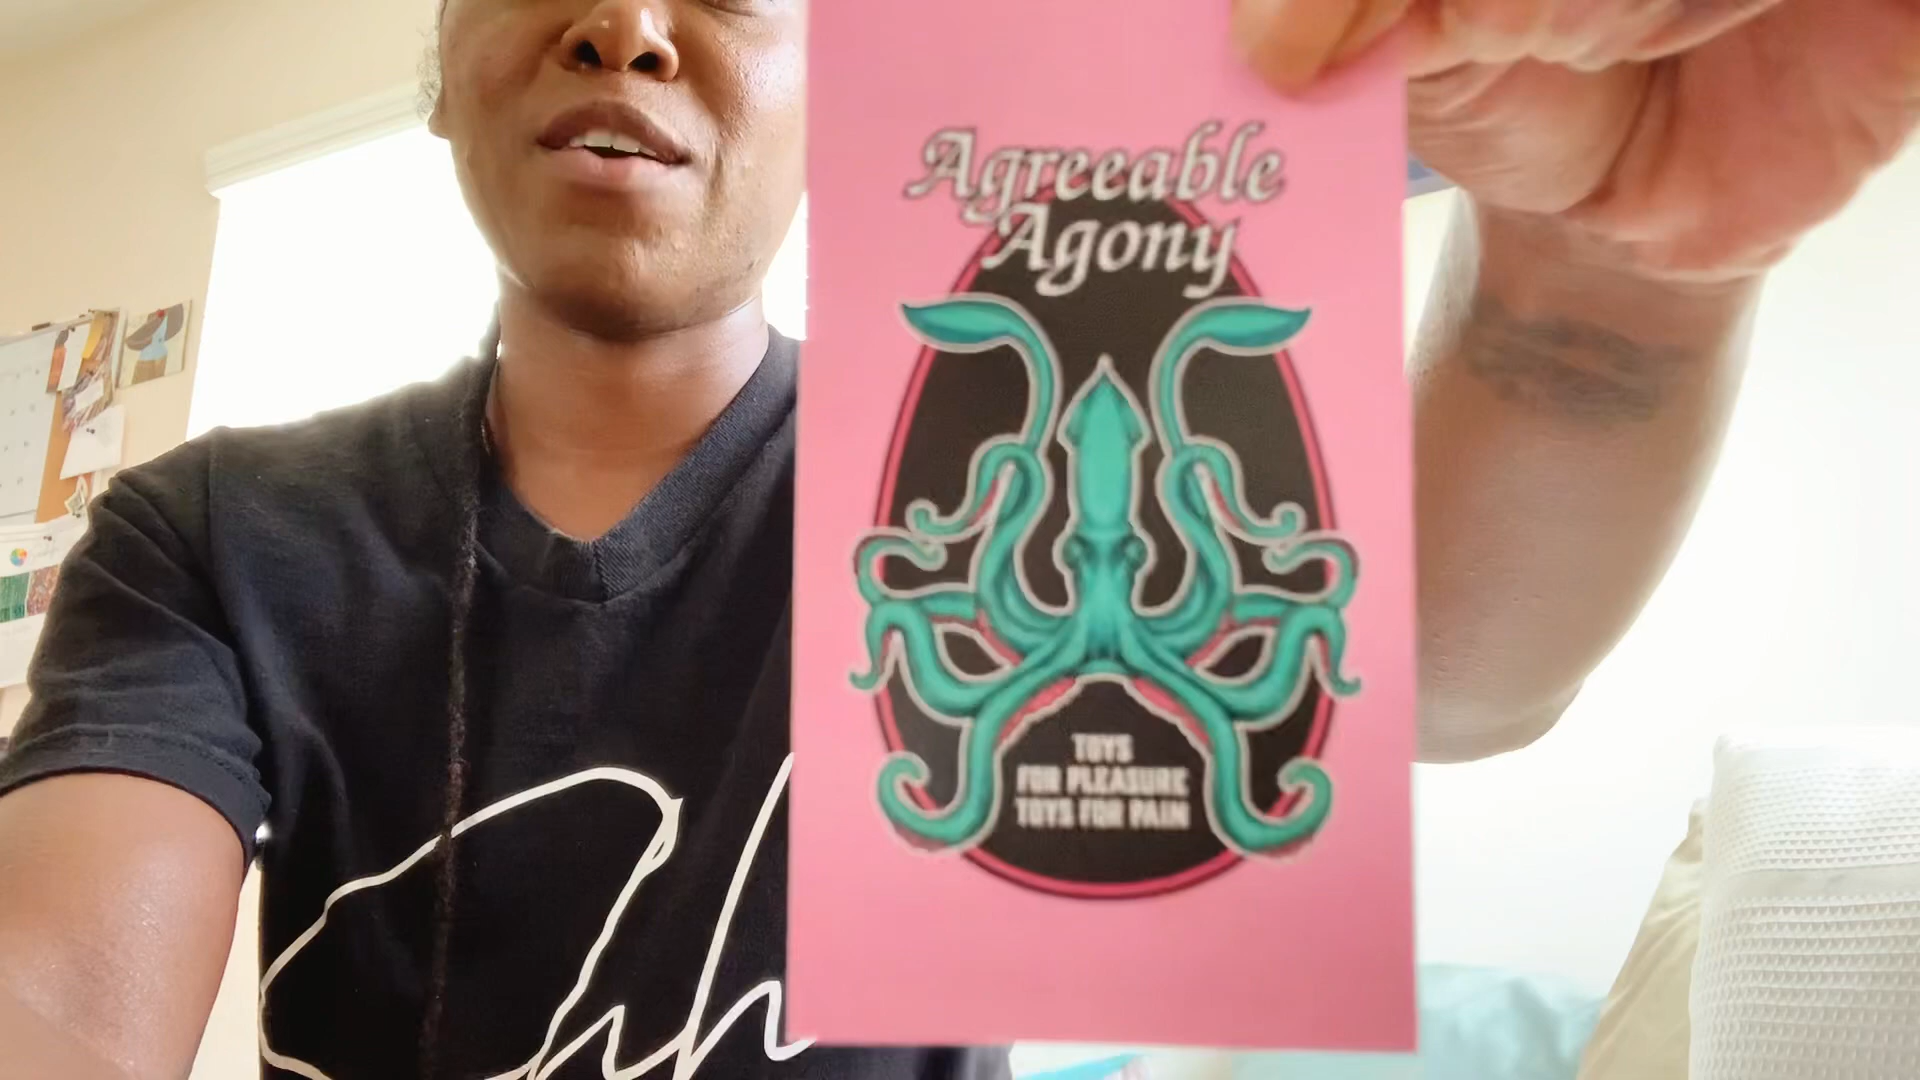 Agreeable
Agony
TOYS
FOR PLEASURE
TOYS FOR PAIN